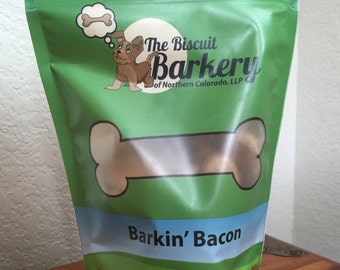 The Biscuit
Barkery
of Northern Colorado, LLP
Barkin' Bacon